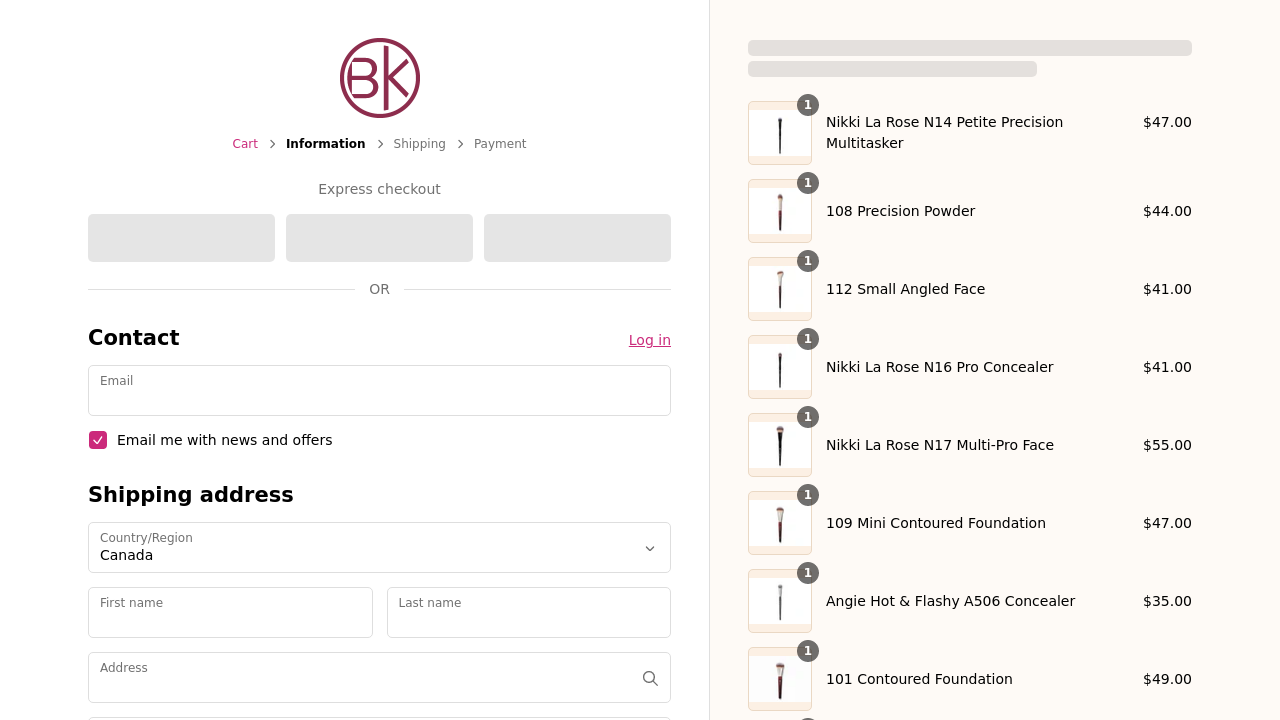 BK
Cart
Information
Shipping
Payment
Express checkout
OR
Contact
Log in
Email
Email me with news and offers
Shipping address
Country/Region
Canada
First name
Last name
Address
1
Nikki La Rose N14 Petite Precision
Multitasker
$47.00
1
108 Precision Powder
$44.00
1
112 Small Angled Face
$41.00
1
Nikki La Rose N16 Pro Concealer
$41.00
1
Nikki La Rose N17 Multi-Pro Face
$55.00
1
109 Mini Contoured Foundation
$47.00
1
Angie Hot & Flashy A506 Concealer
$35.00
1
101 Contoured Foundation
$49.00